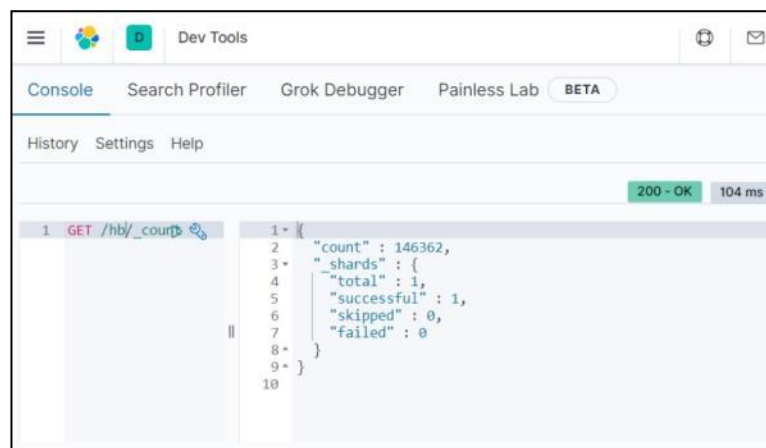 D Dev Tools
Console Search Profiler Grok Debugger Painless Lab BETA
History Settings Help
200 - OK 104 ms
1 GET /hb/_count
1 {
2 "count" : 146362,
3 "_shards" : {
4 "total" : 1,
5 "successful" : 1,
6 "skipped" : 0,
7 "failed" : 0
8 }
9 }
10